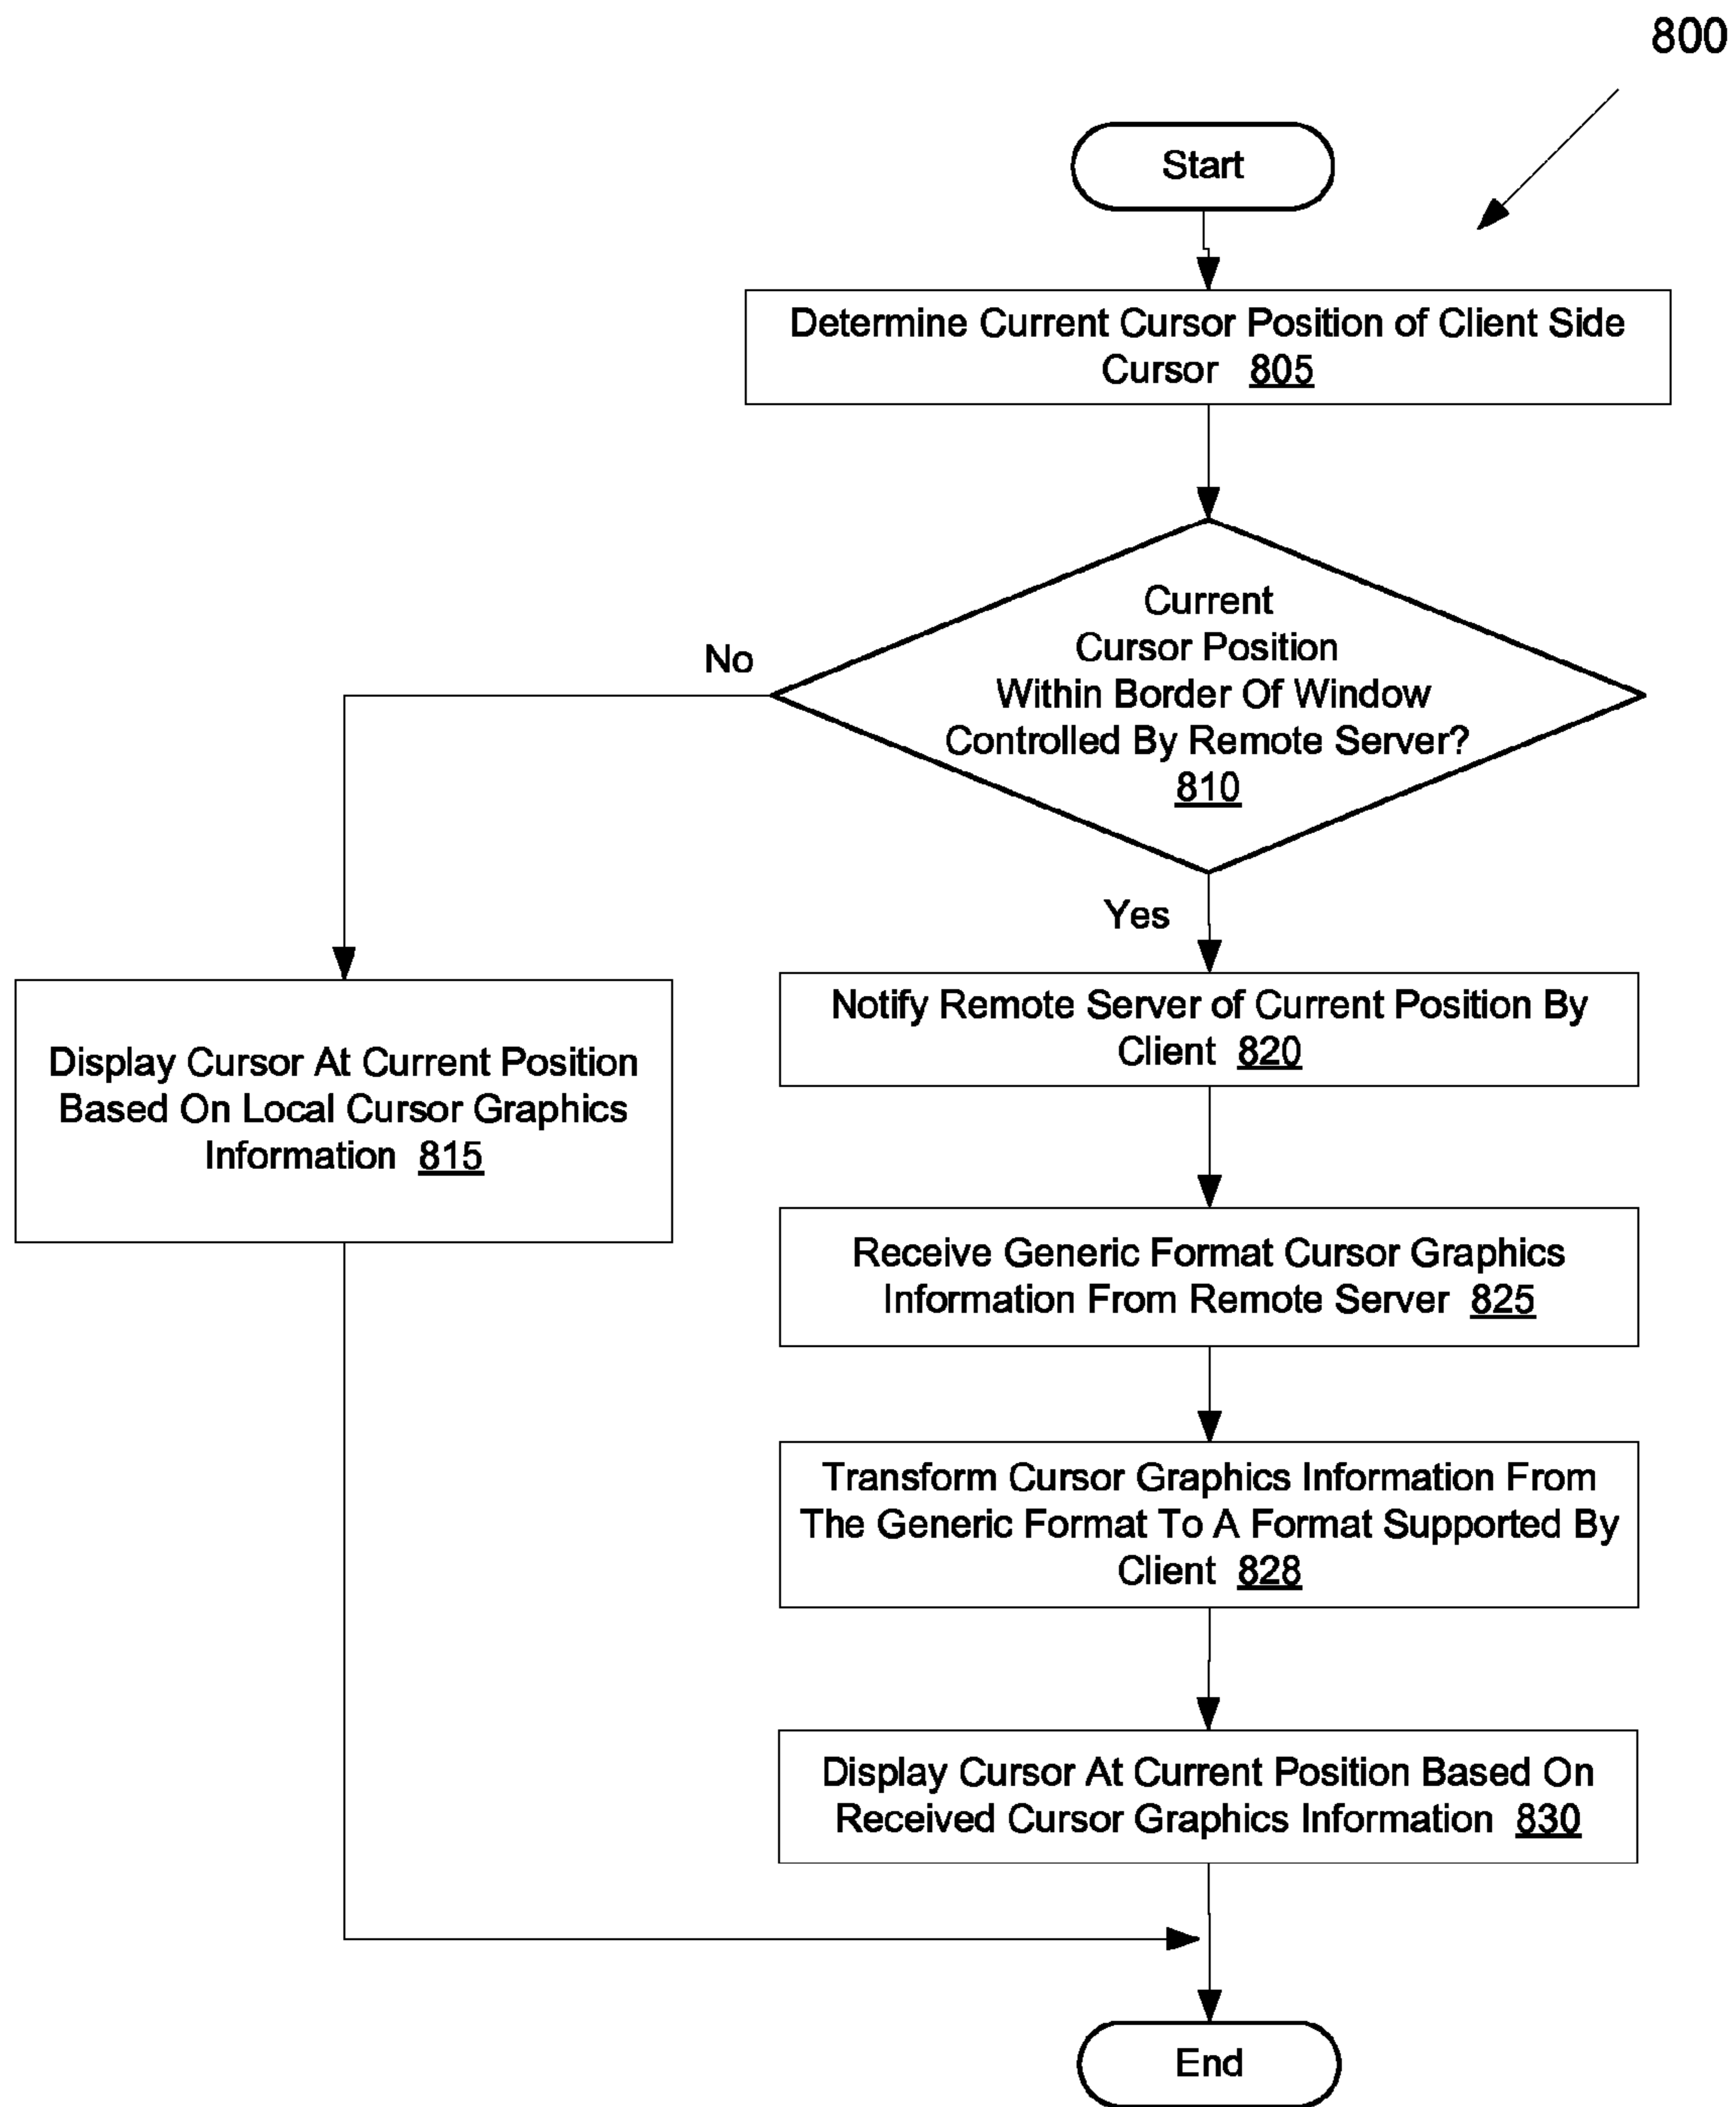 800
Start
Determine Current Cursor Position of Client Side
Cursor 805
Current
Cursor Position
Within Border Of Window
Controlled By Remote Server?
810
No
Yes
Display Cursor At Current Position
Based On Local Cursor Graphics
Information 815
Notify Remote Server of Current Position By
Client 820
Receive Generic Format Cursor Graphics
Information From Remote Server 825
Transform Cursor Graphics Information From
The Generic Format To A Format Supported By
Client 828
Display Cursor At Current Position Based On
Received Cursor Graphics Information 830
End